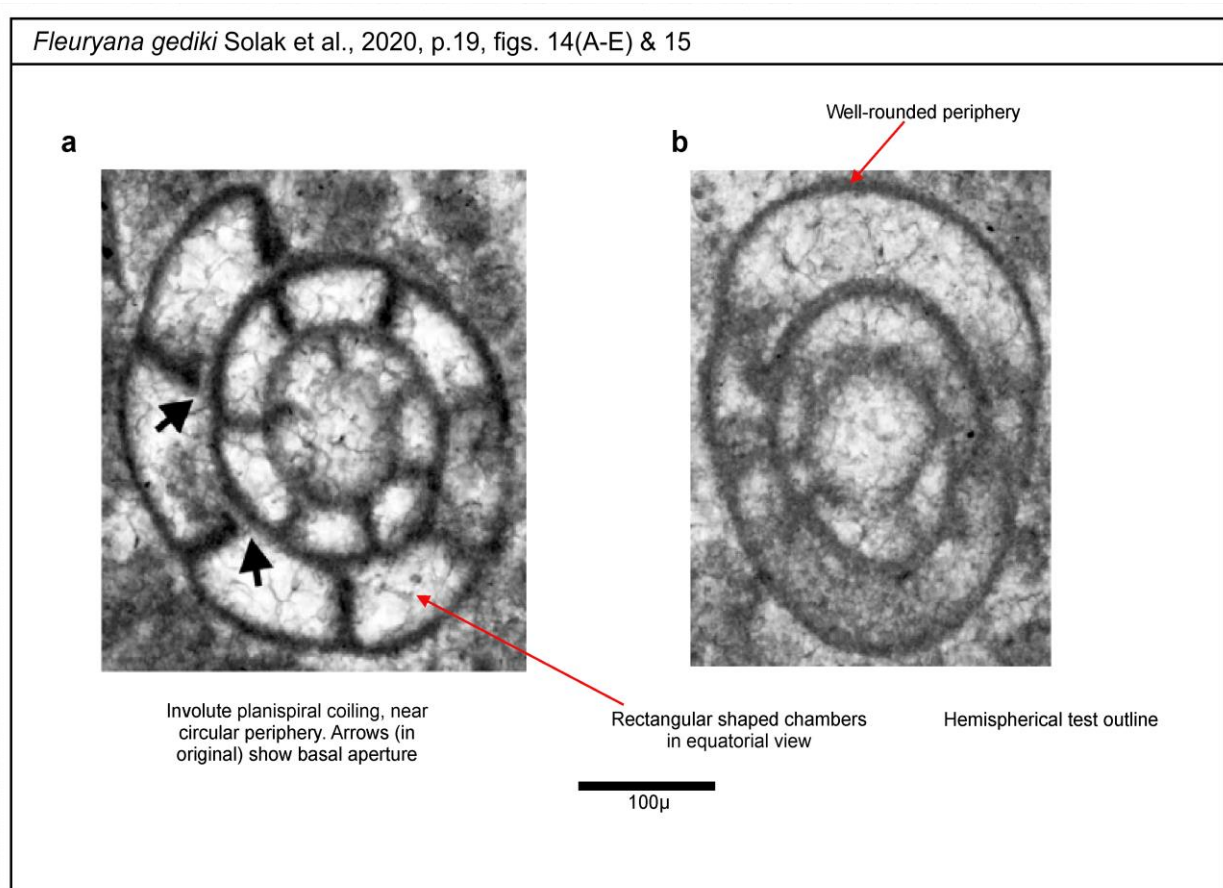 Fleuryana gediki Solak et al., 2020, p.19, figs. 14(A-E) & 15
Well-rounded periphery
a
b
Involute planispiral coiling, near
circular periphery. Arrows (in
original) show basal aperture
Rectangular shaped chambers
in equatorial view
Hemispherical test outline
100µ